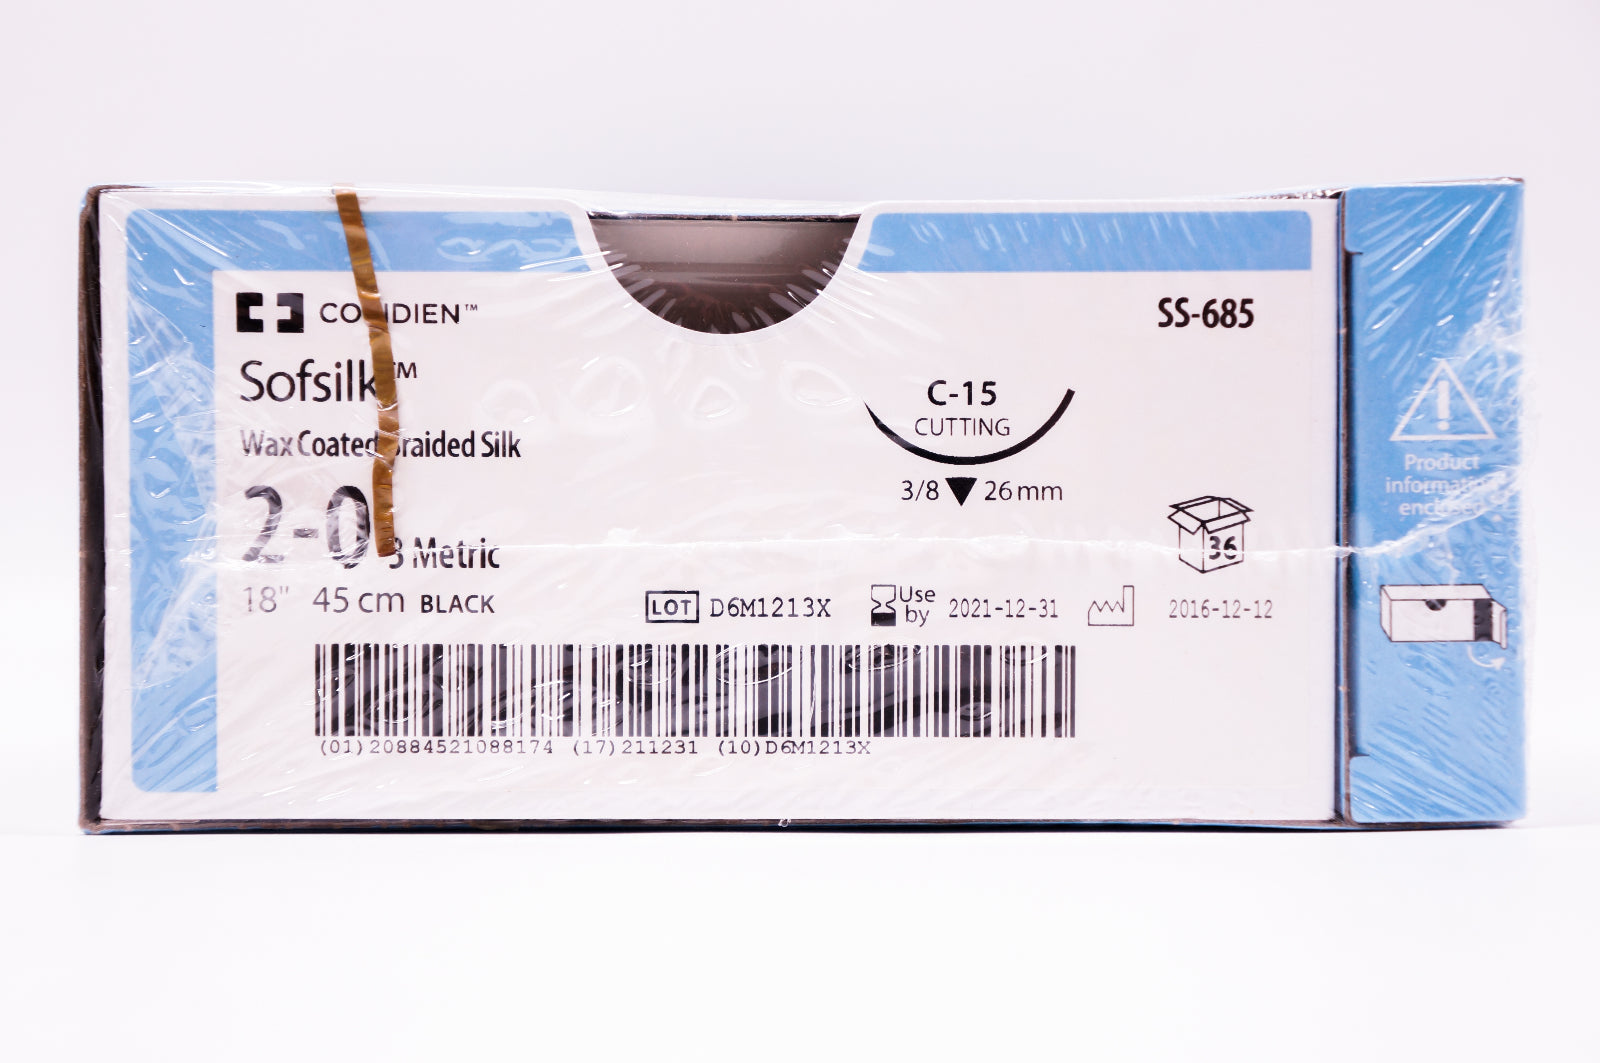 COVIDIEN™
SS-685
Sofsilk™
Wax Coated Braided Silk
C-15
CUTTING
3/8 26 mm
2-0 3 Metric
36
18" 45 cm BLACK
LOT D6M1213X Use by 2021-12-31 2016-12-12
(01)20884521088174 (17)211231 (10)D6M1213X
Product
information
enclosed